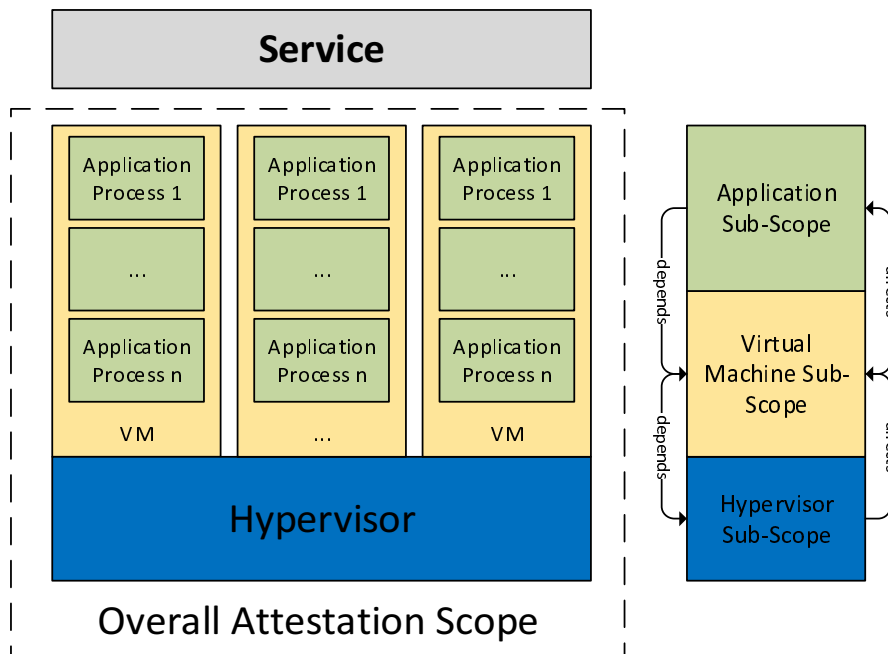 Service
Application
Process 1
...
Application
Process n
VM
Application
Process 1
...
Application
Process n
...
Application
Process 1
...
Application
Process n
VM
Hypervisor
Overall Attestation Scope
Application
Sub-Scope
depends
Virtual
Machine Sub-
Scope
depends
Hypervisor
Sub-Scope